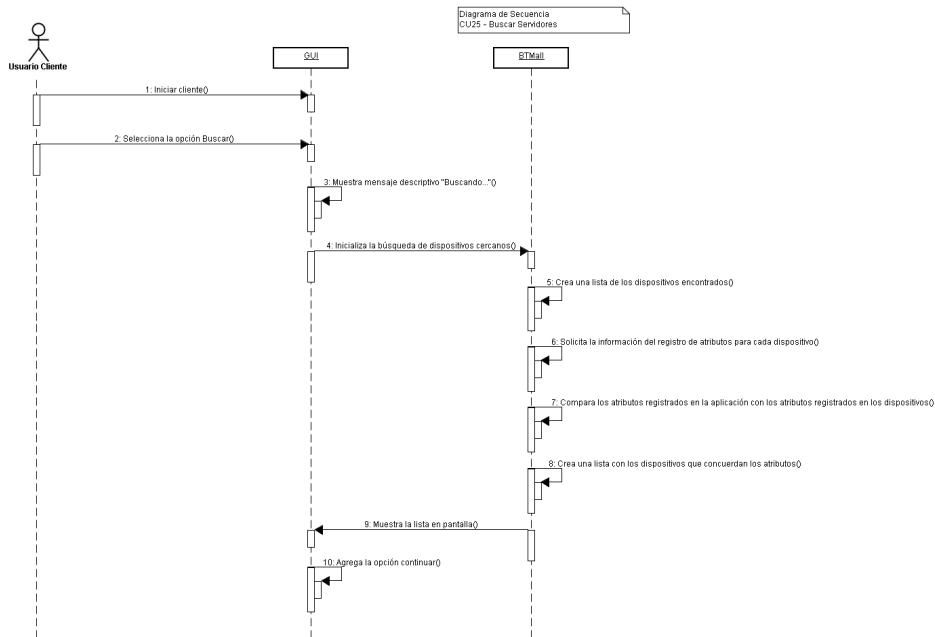 Diagrama de Secuencia
CU25 - Buscar Servidores
Usuario Cliente
GUI
BTMall
1: Iniciar cliente()
2: Selecciona la opción Buscar()
3: Muestra mensaje descriptivo "Buscando..."()
4: Inicializa la búsqueda de dispositivos cercanos()
5: Crea una lista de los dispositivos encontrados()
6: Solicita la información del registro de atributos para cada dispositivo()
7: Compara los atributos registrados en la aplicación con los atributos registrados en los dispositivos()
8: Crea una lista con los dispositivos que concuerdan los atributos()
9: Muestra la lista en pantalla()
10: Agrega la opción continuar()